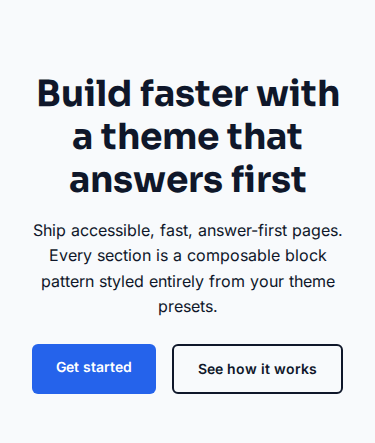 Build faster with
a theme that
answers first
Ship accessible, fast, answer-first pages.
Every section is a composable block
pattern styled entirely from your theme
presets.
Get started
See how it works